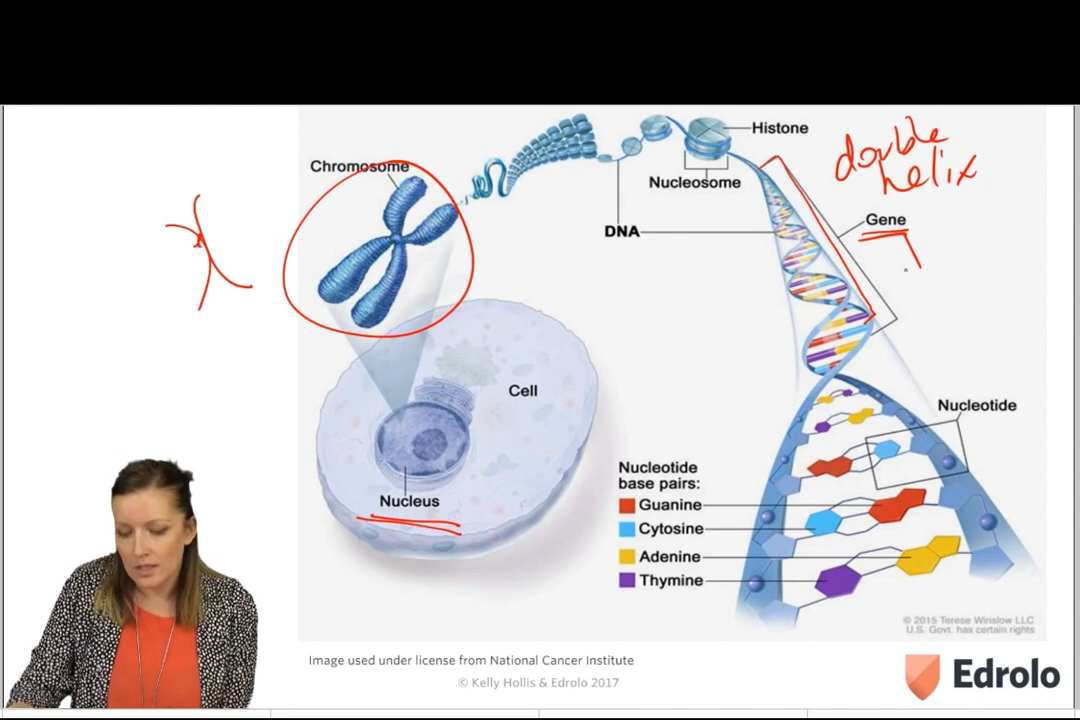 Chromosome
Histone
double
helix
Nucleosome
Gene
DNA
Cell
Nucleotide
Nucleus
Nucleotide
base pairs:
Guanine
Cytosine
Adenine
Thymine
© 2015 Terese Winslow LLC
U.S. Govt. has certain rights
Image used under license from National Cancer Institute
© Kelly Hollis & Edrolo 2017
Edrolo